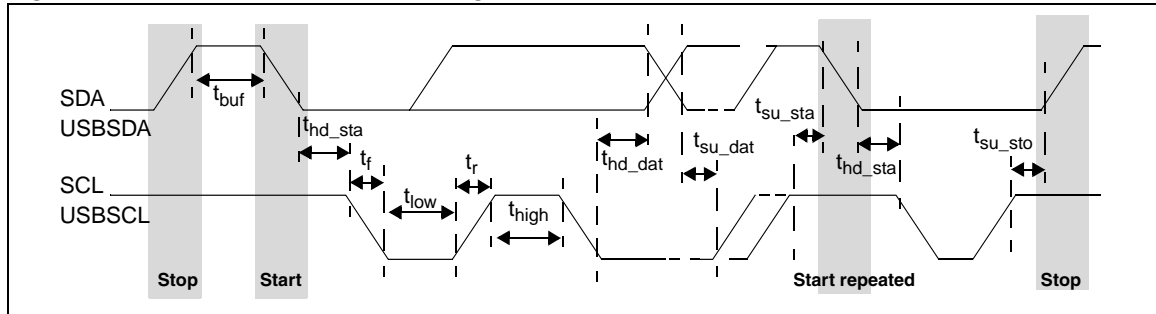 SDA
USBSDA
t_buf
t_hd_sta
t_f
t_low
t_r
t_high
t_hd_dat
t_su_dat
t_su_sta
t_hd_sta
t_su_sto
SCL
USBSCL
Stop
Start
Start repeated
Stop